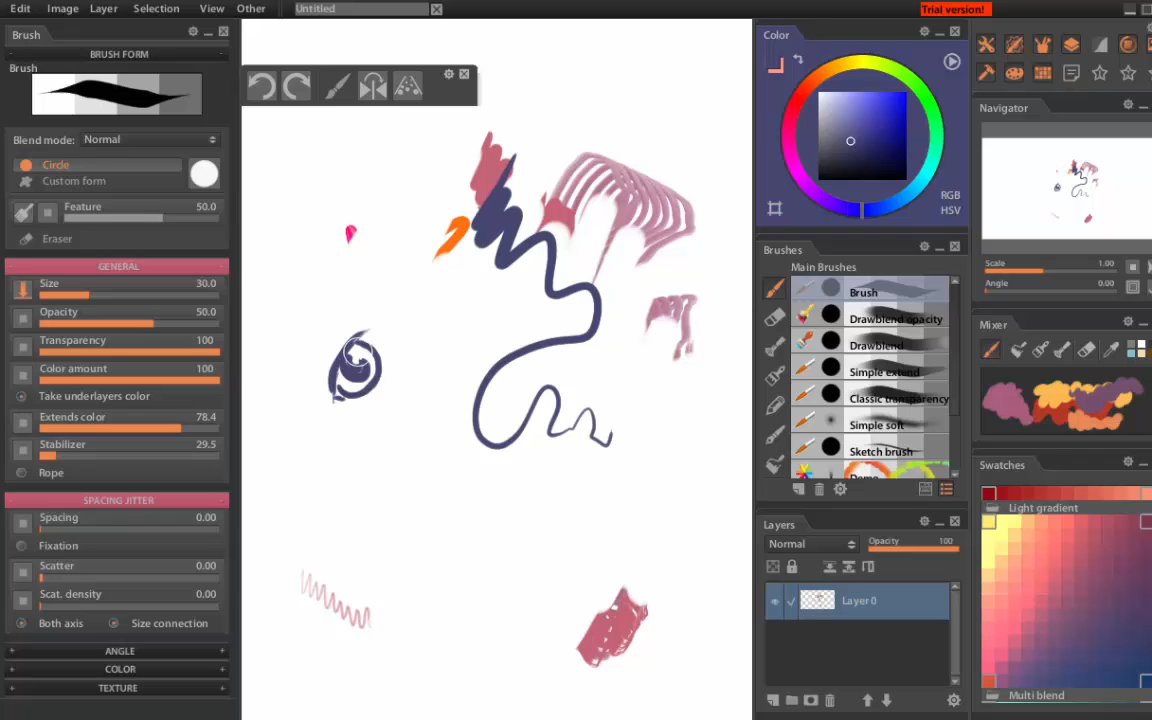 Edit Image Layer Selection View Other Untitled Trial version!
Brush
BRUSH FORM
Brush
Blend mode: Normal
Circle
Custom form
Feature 50.0
Eraser
GENERAL
Size 30.0
Opacity 50.0
Transparency 100
Color amount 100
Take underlayers color
Extends color 78.4
Stabilizer 29.5
Rope
SPACING JITTER
Spacing 0.00
Fixation
Scatter 0.00
Scat. density 0.00
Both axis Size connection
ANGLE
COLOR
TEXTURE
Color
RGB
HSV
Brushes
Main Brushes
Brush
Drawblend opacity
Drawblend
Simple extend
Classic transparency
Simple soft
Sketch brush
Demo
Layers
Normal Opacity 100
Layer 0
Navigator
Scale 1.00
Angle 0.00
Mixer
Swatches
Light gradient
Multi blend